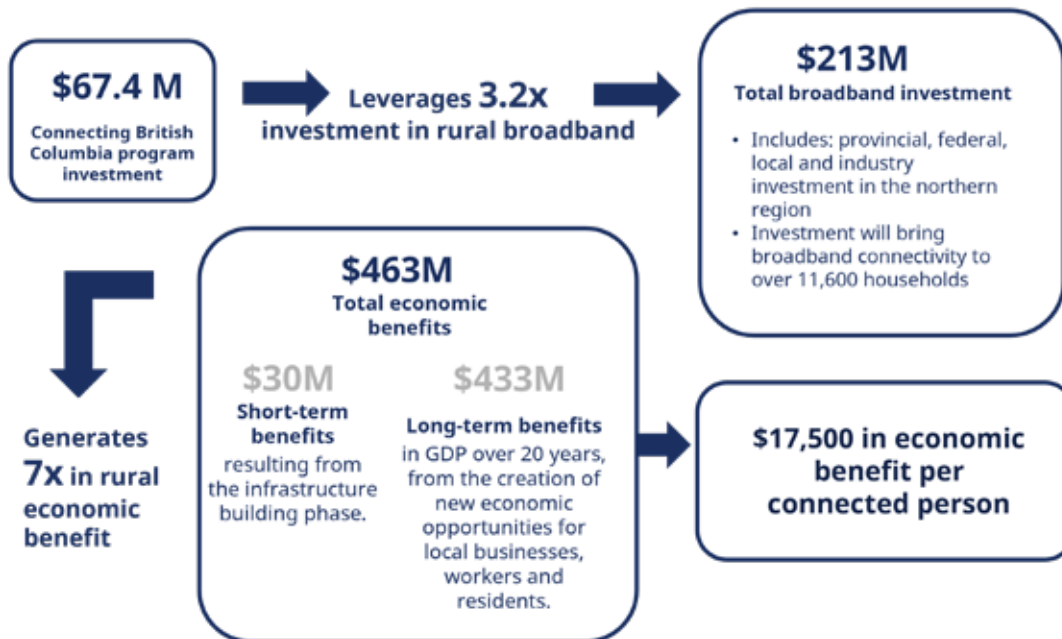 $67.4 M
Connecting British
Columbia program
investment
Leverages 3.2x
investment in rural broadband
$213M
Total broadband investment
• Includes: provincial, federal,
local and industry
investment in the northern
region
• Investment will bring
broadband connectivity to
over 11,600 households
Generates
7x in rural
economic
benefit
$463M
Total economic
benefits
$30M
Short-term
benefits
resulting from
the infrastructure
building phase.
$433M
Long-term benefits
in GDP over 20 years,
from the creation of
new economic
opportunities for
local businesses,
workers and
residents.
$17,500 in economic
benefit per
connected person